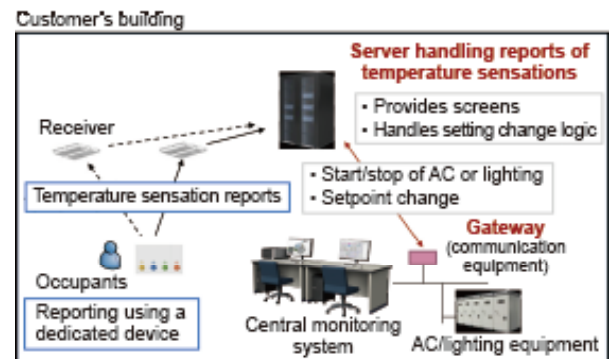 Customer's building
Server handling reports of
temperature sensations
• Provides screens
• Handles setting change logic
Receiver
Temperature sensation reports
• Start/stop of AC or lighting
• Setpoint change
Gateway
(communication
equipment)
Occupants
Reporting using a
dedicated device
Central monitoring
system
AC/lighting equipment